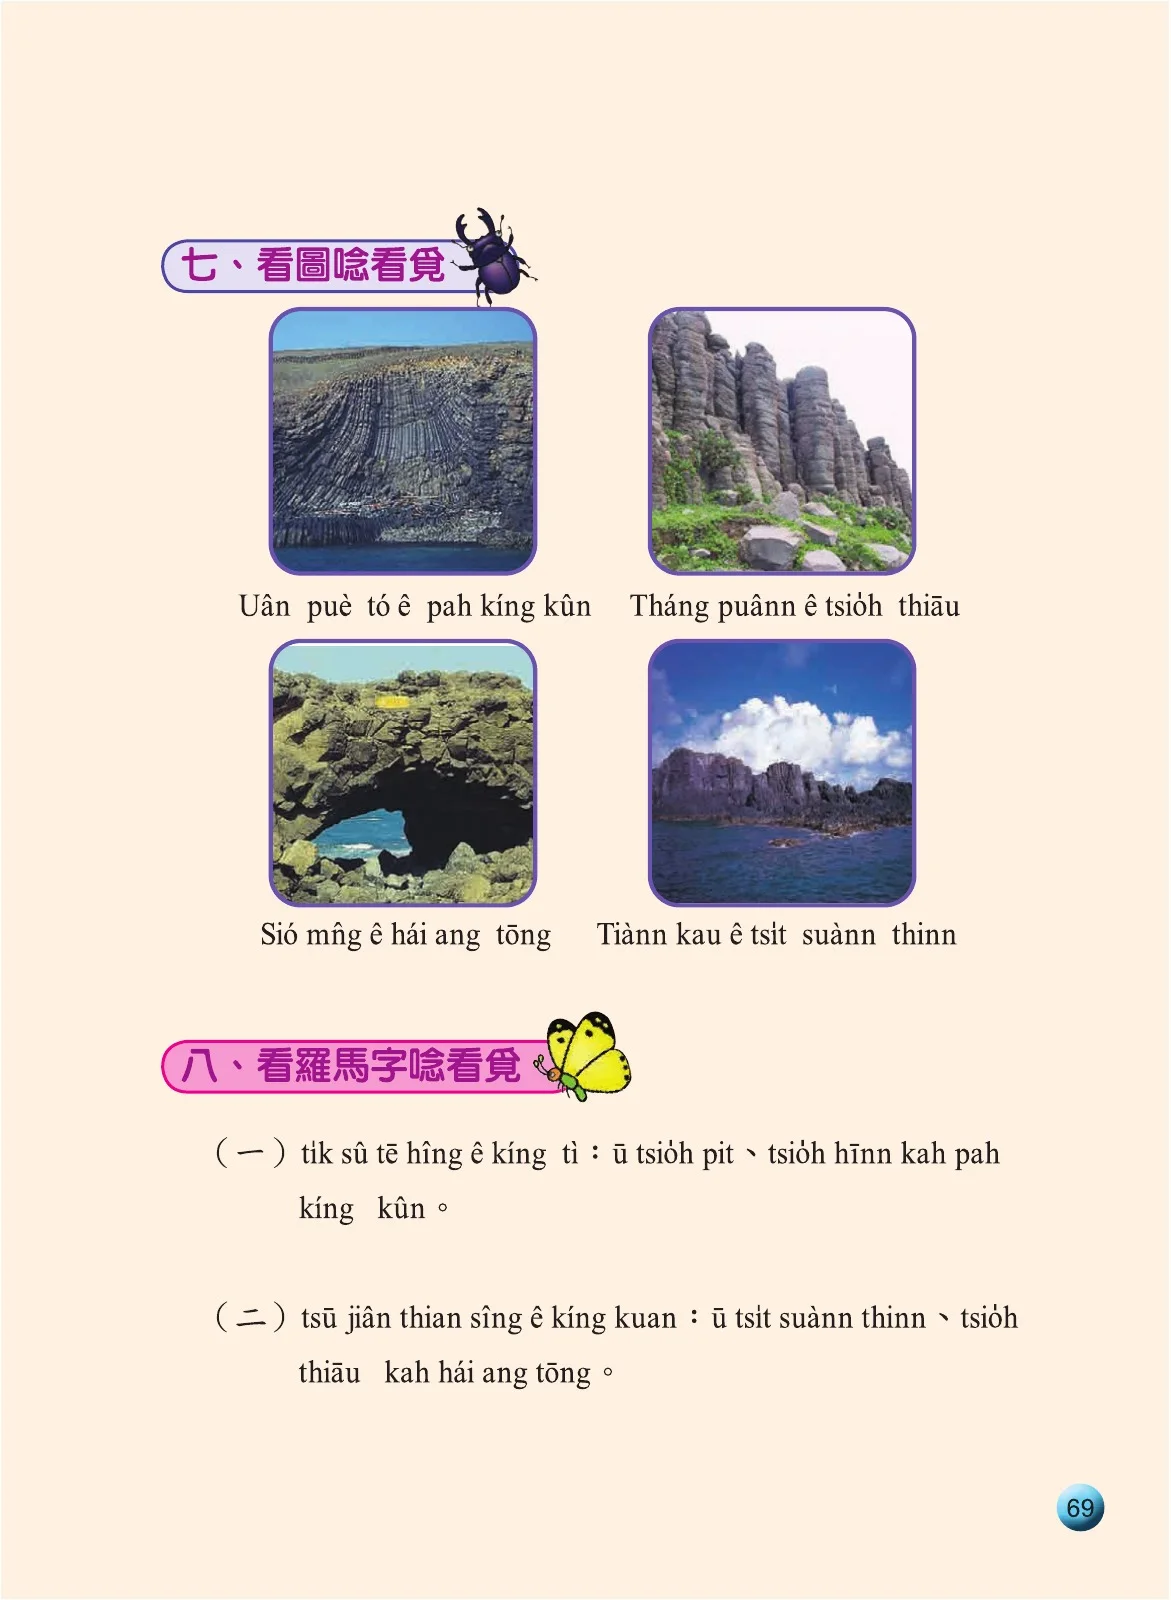 七、看圖唸看覓
Uân puè tó ê pah kíng kûn
Tháng puânn ê tsio̍h thiāu
Sió mn̂g ê hái ang tōng
Tiànn kau ê tsi̍t suànn thinn
八、看羅馬字唸看覓
（一）ti̍k sû tē hîng ê kíng tì：ū tsio̍h pit、tsio̍h hīnn kah pah
kíng kûn。
（二）tsū jiân thian sîng ê kíng kuan：ū tsi̍t suànn thinn、tsio̍h
thiāu kah hái ang tōng。
69